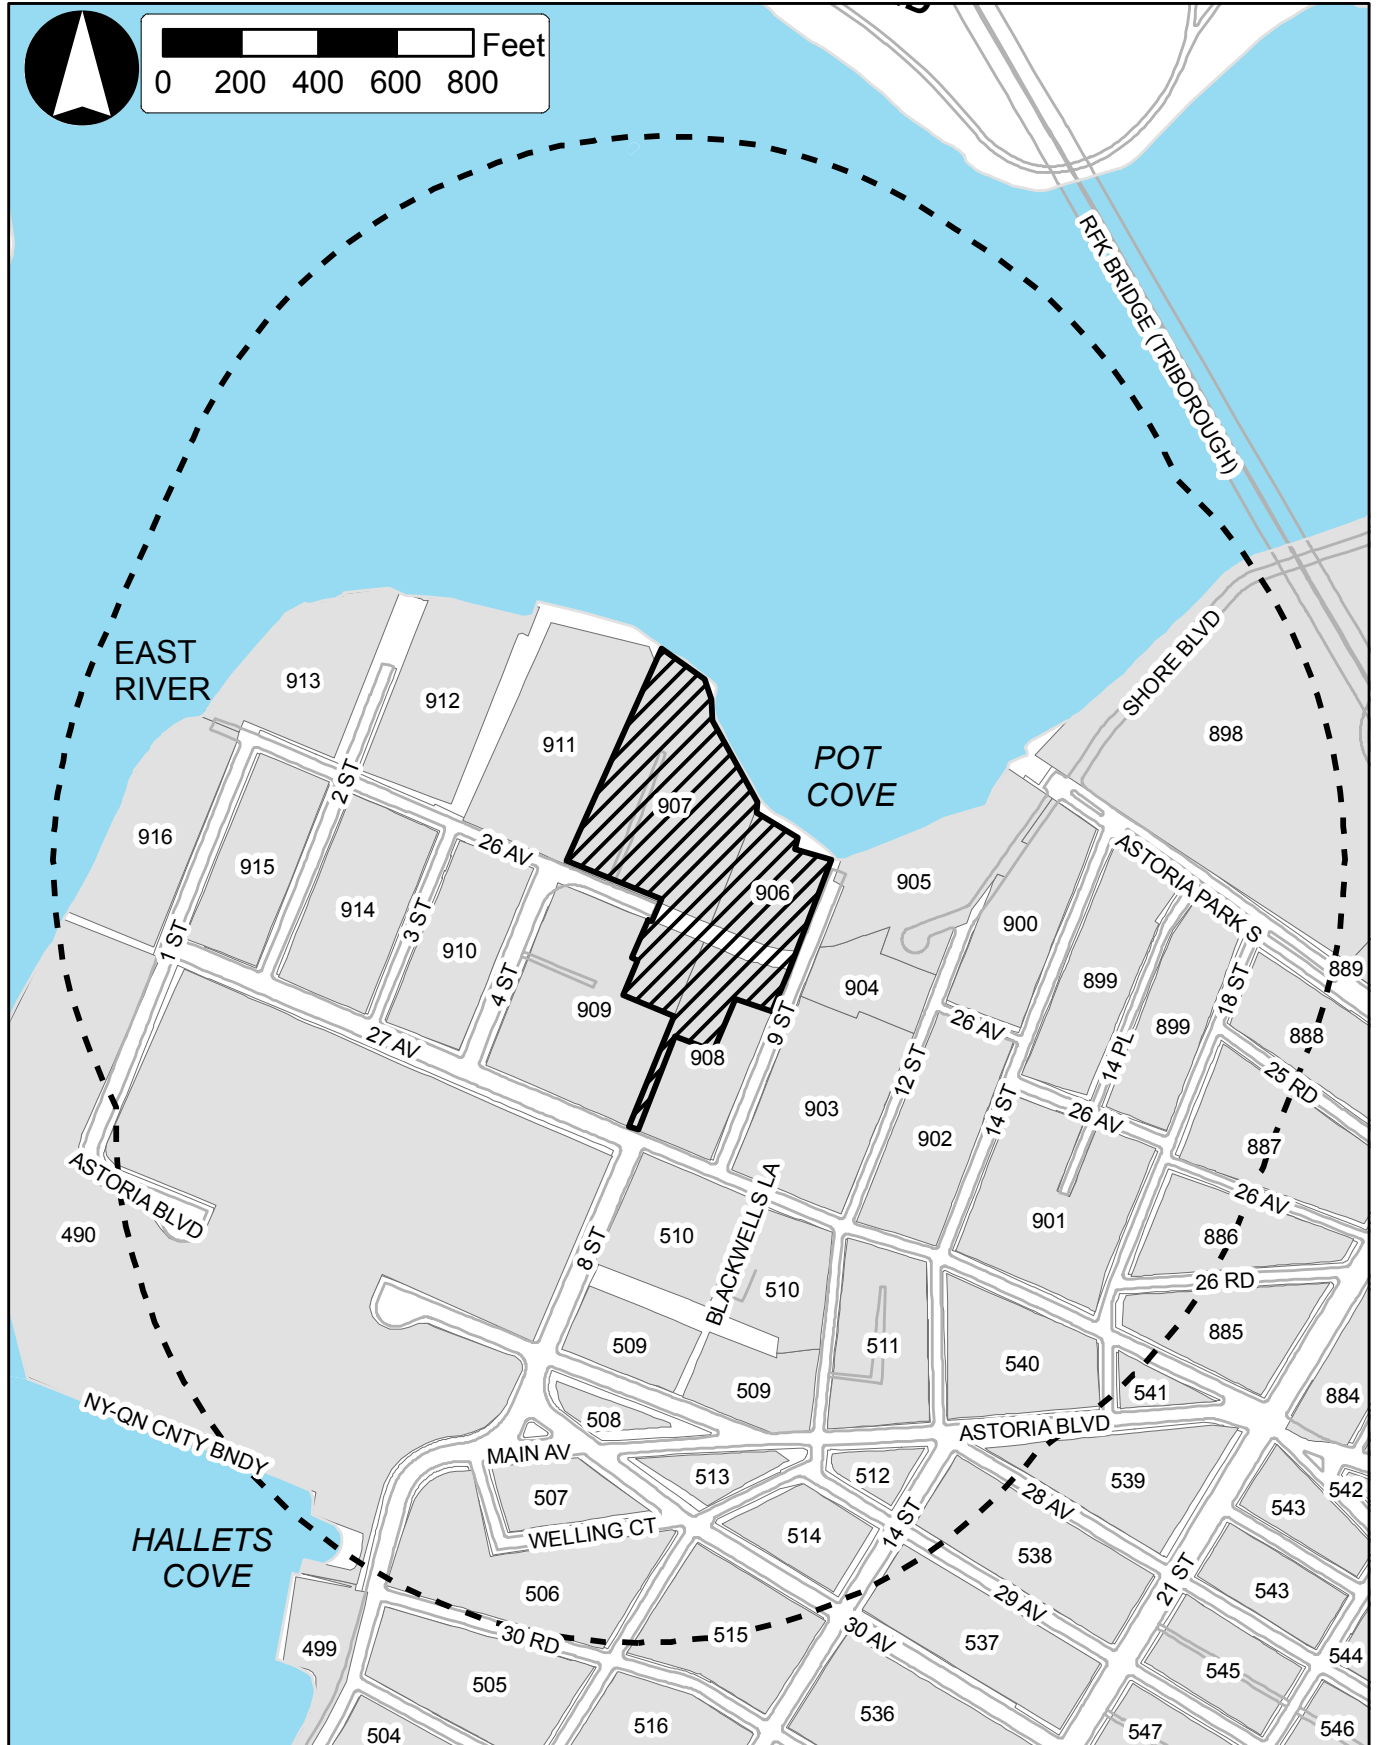 Feet
0 200 400 600 800
RFK BRIDGE (TRIBOROUGH)
EAST
RIVER
913
912
911
SHORE BLVD
898
POT
COVE
2 ST
907
916
915
26 AV
906
905
ASTORIA PARK S
914
3 ST
910
900
1 ST
4 ST
909
904
899
18 ST
889
27 AV
9 ST
26 AV
899
888
908
12 ST
14 PL
25 RD
903
14 ST
26 AV
902
887
ASTORIA BLVD
BLACKWELLS LA
26 AV
490
510
901
886
8 ST
510
26 RD
509
511
885
540
509
541
884
508
ASTORIA BLVD
NY-QN CNTY BNDY
MAIN AV
513
512
539
542
507
28 AV
543
WELLING CT
514
14 ST
HALLETS
COVE
538
506
543
21 ST
29 AV
30 RD
515
30 AV
499
537
544
505
545
536
516
504
547
546